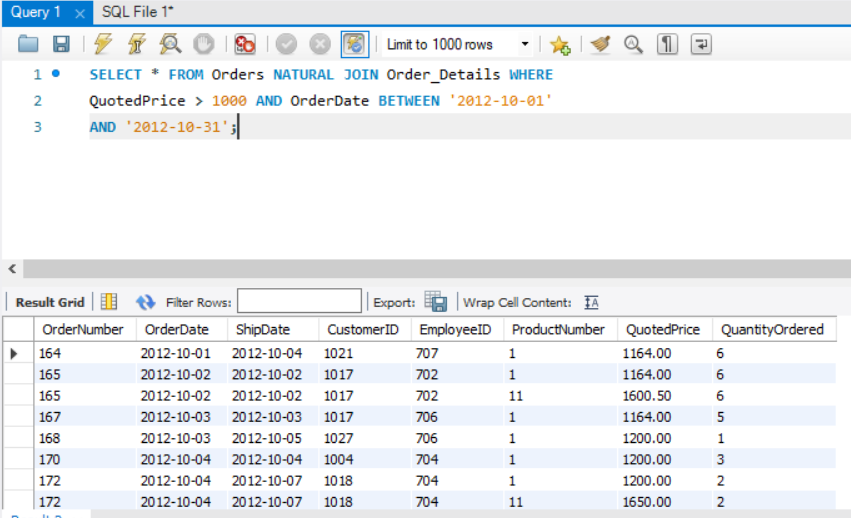 Query 1 SQL File 1*
Limit to 1000 rows
1 SELECT * FROM Orders NATURAL JOIN Order_Details WHERE
2 QuotedPrice > 1000 AND OrderDate BETWEEN '2012-10-01'
3 AND '2012-10-31';
Result Grid Filter Rows: Export: Wrap Cell Content:
OrderNumber OrderDate ShipDate CustomerID EmployeeID ProductNumber QuotedPrice QuantityOrdered
164 2012-10-01 2012-10-04 1021 707 1 1164.00 6
165 2012-10-02 2012-10-02 1017 702 1 1164.00 6
165 2012-10-02 2012-10-02 1017 702 11 1600.50 6
167 2012-10-03 2012-10-03 1017 706 1 1164.00 5
168 2012-10-03 2012-10-05 1027 706 1 1200.00 1
170 2012-10-04 2012-10-04 1004 704 1 1200.00 3
172 2012-10-04 2012-10-07 1018 704 1 1200.00 2
172 2012-10-04 2012-10-07 1018 704 11 1650.00 2